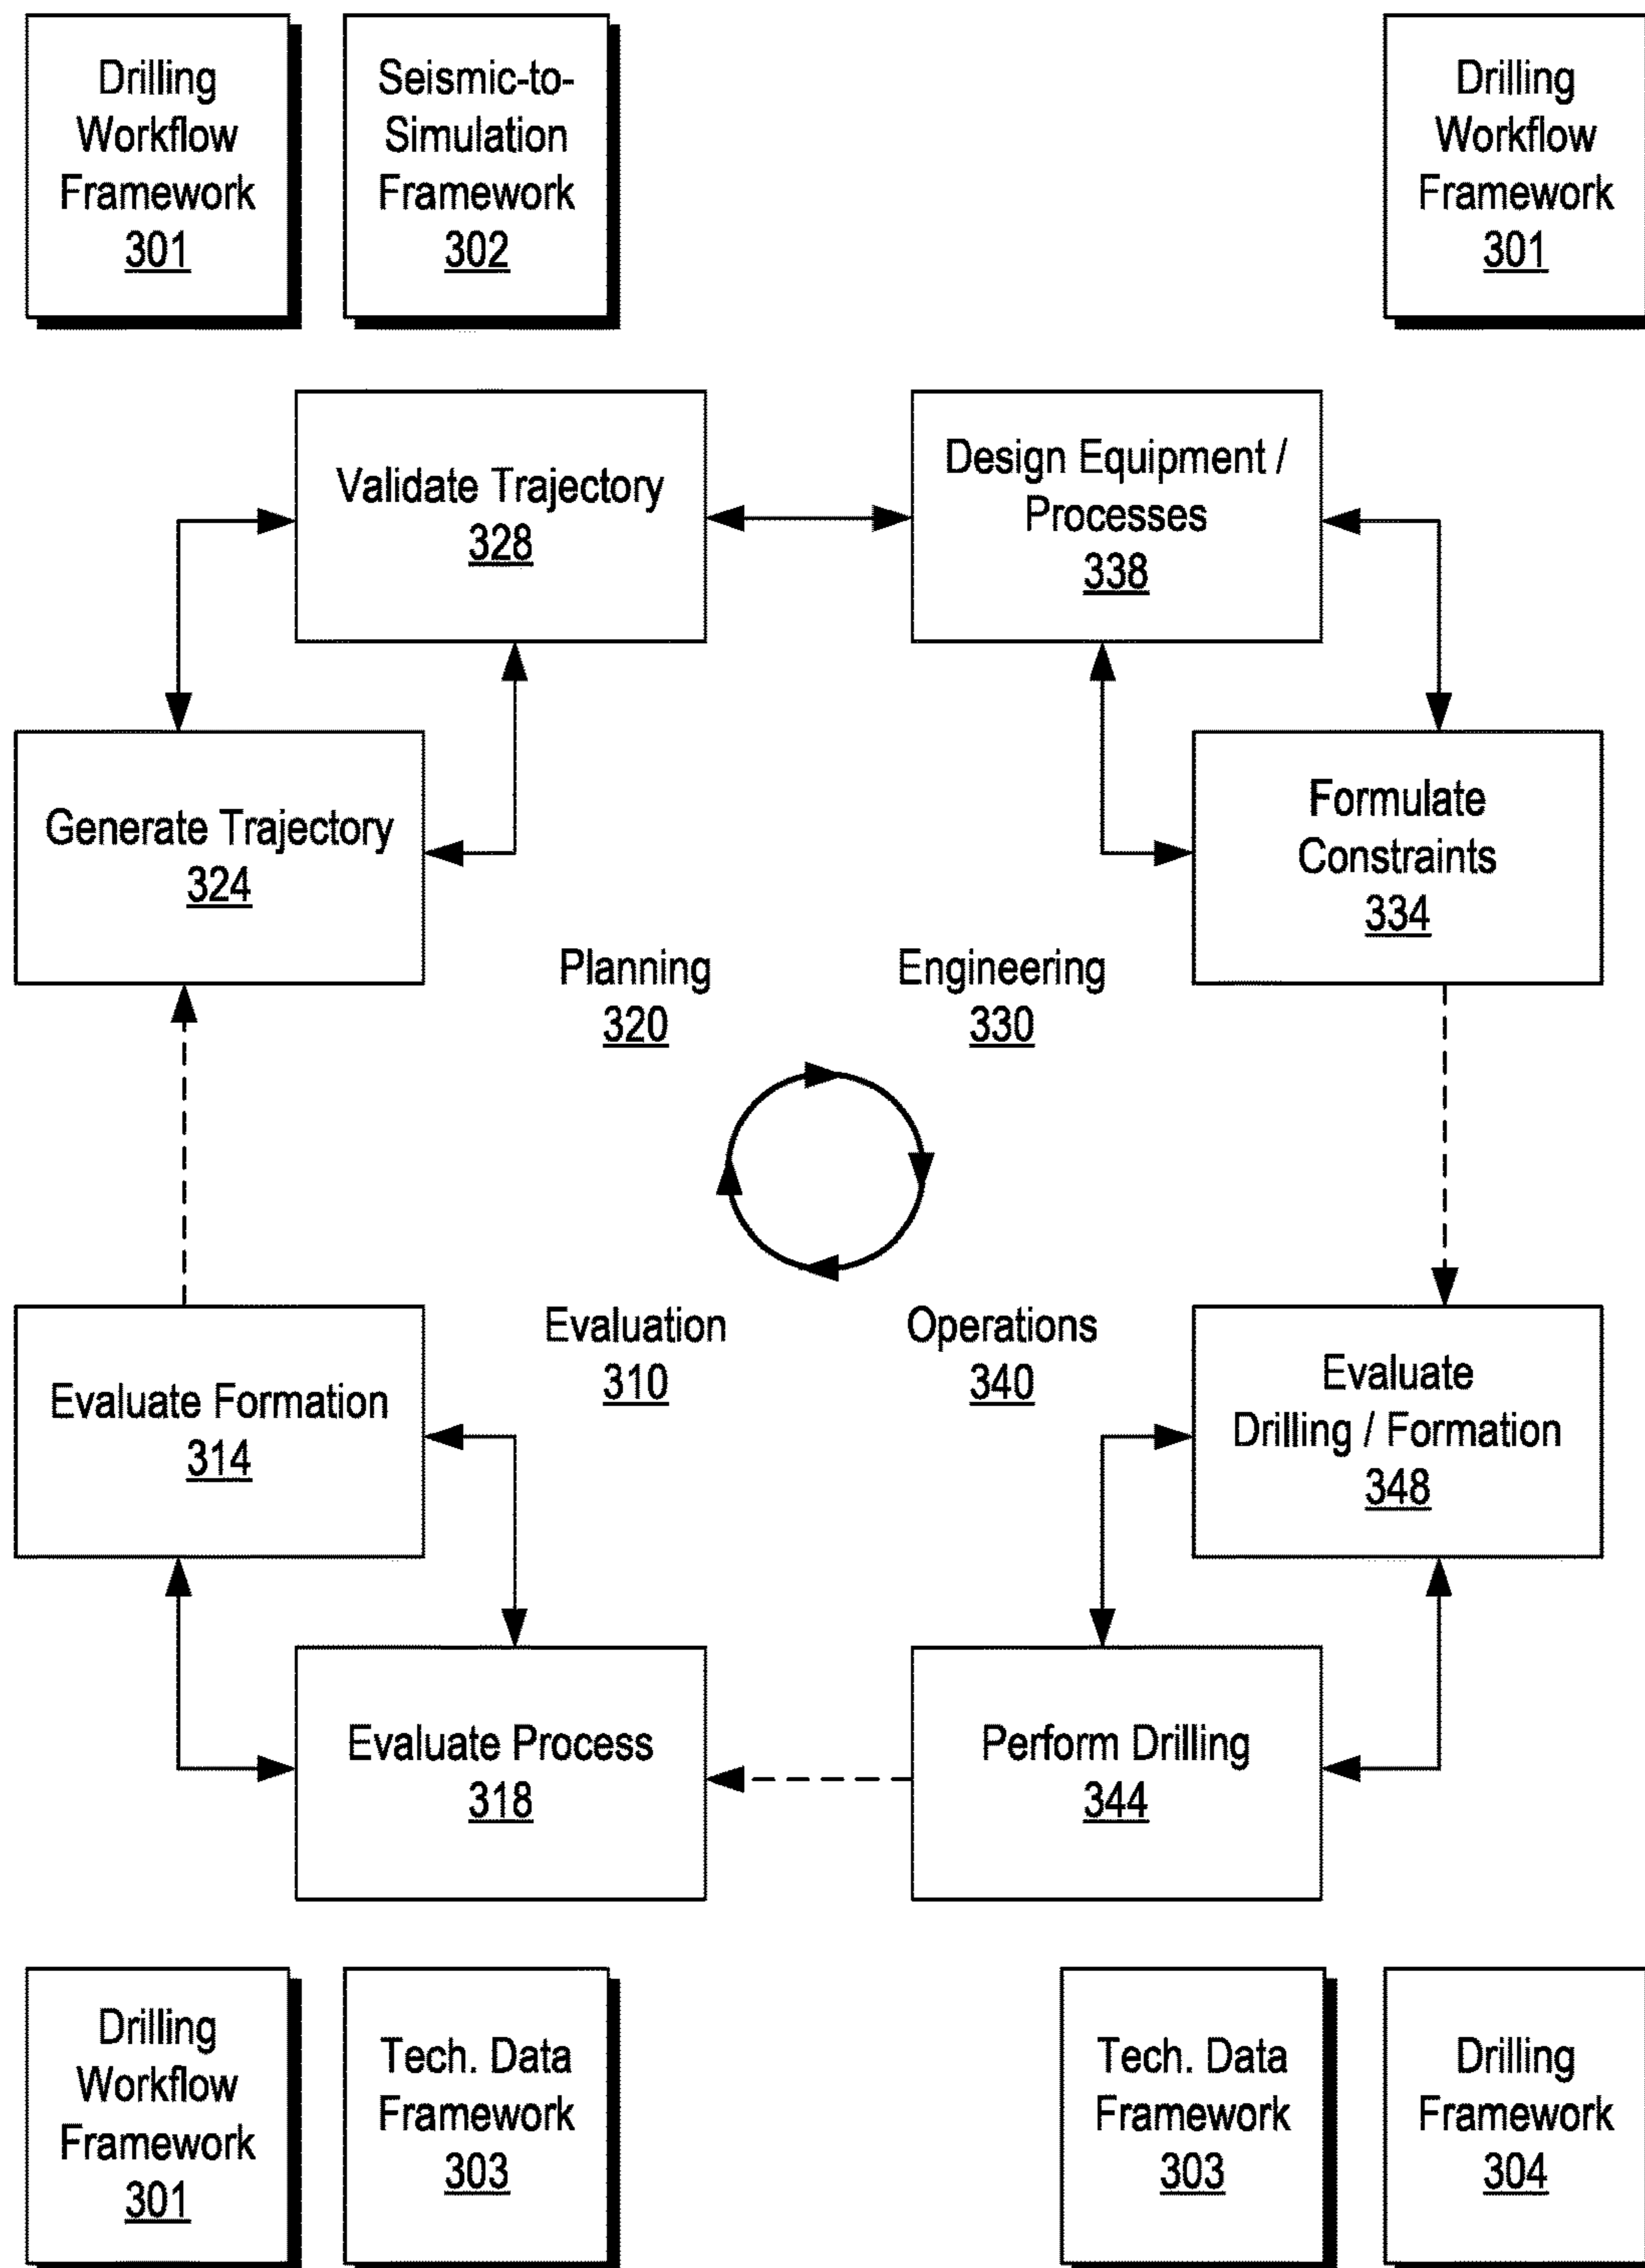 Drilling
Workflow
Framework
301
Seismic-to-
Simulation
Framework
302
Drilling
Workflow
Framework
301
Validate Trajectory
328
Design Equipment /
Processes
338
Generate Trajectory
324
Formulate
Constraints
334
Planning
320
Engineering
330
Evaluation
310
Operations
340
Evaluate Formation
314
Evaluate
Drilling / Formation
348
Evaluate Process
318
Perform Drilling
344
Drilling
Workflow
Framework
301
Tech. Data
Framework
303
Tech. Data
Framework
303
Drilling
Framework
304